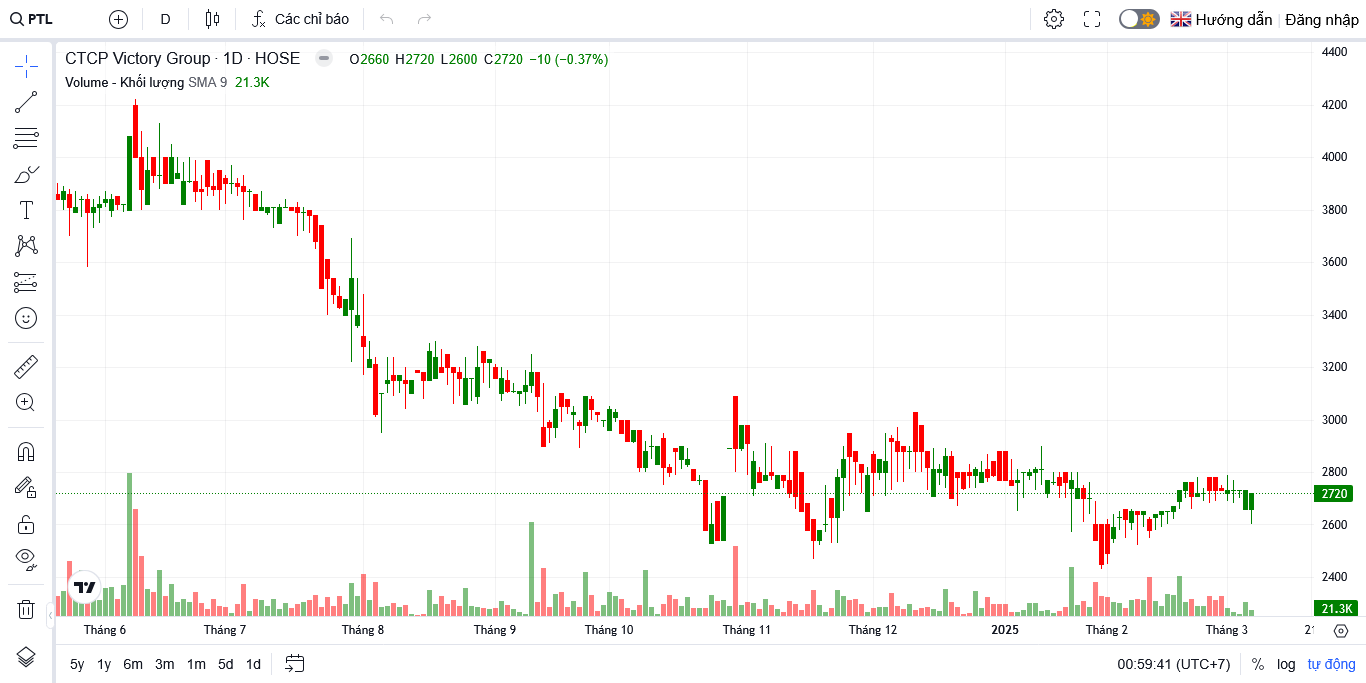 PTL D Các chỉ báo Hướng dẫn Đăng nhập
CTCP Victory Group · 1D · HOSE O2660 H2720 L2600 C2720 −10 (−0.37%)
Volume - Khối lượng SMA 9 21.3K
4400
4200
4000
3800
3600
3400
3200
3000
2800
2720
2600
2400
21.3K
Tháng 6 Tháng 7 Tháng 8 Tháng 9 Tháng 10 Tháng 11 Tháng 12 2025 Tháng 2 Tháng 3
5y 1y 6m 3m 1m 5d 1d 00:59:41 (UTC+7) % log tự động